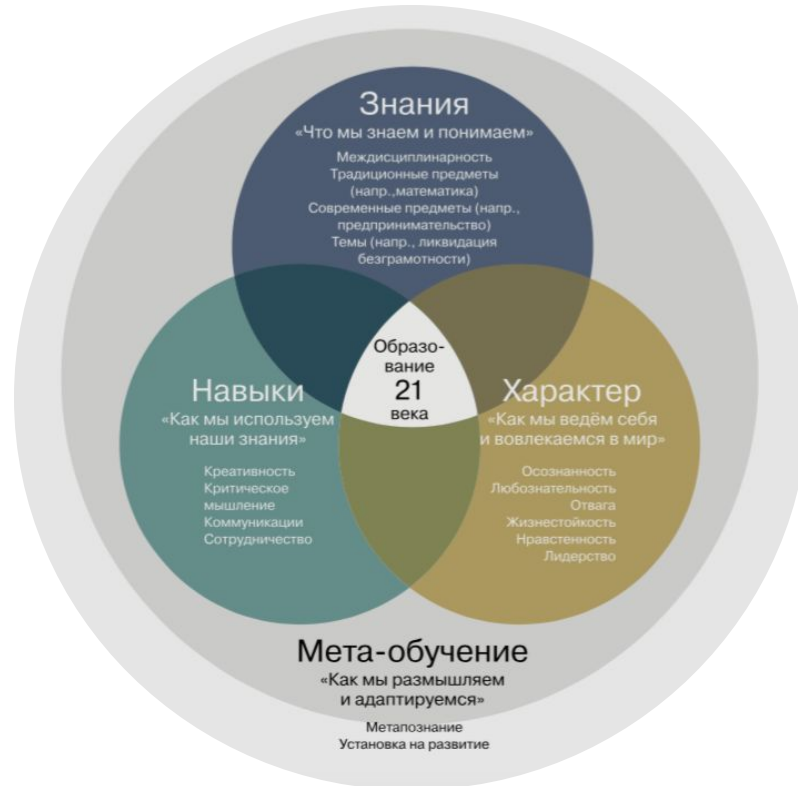 Знания
«Что мы знаем и понимаем»
Междисциплинарность
Традиционные предметы
(напр.,математика)
Современные предметы (напр.,
предпринимательство)
Темы (напр., ликвидация
безграмотности)
Образо-
вание
21
века
Навыки
«Как мы используем
наши знания»
Креативность
Критическое
мышление
Коммуникации
Сотрудничество
Характер
«Как мы ведём себя
и вовлекаемся в мир»
Осознанность
Любознательность
Отвага
Жизнестойкость
Нравстенность
Лидерство
Мета-обучение
«Как мы размышляем
и адаптируемся»
Метапознание
Установка на развитие